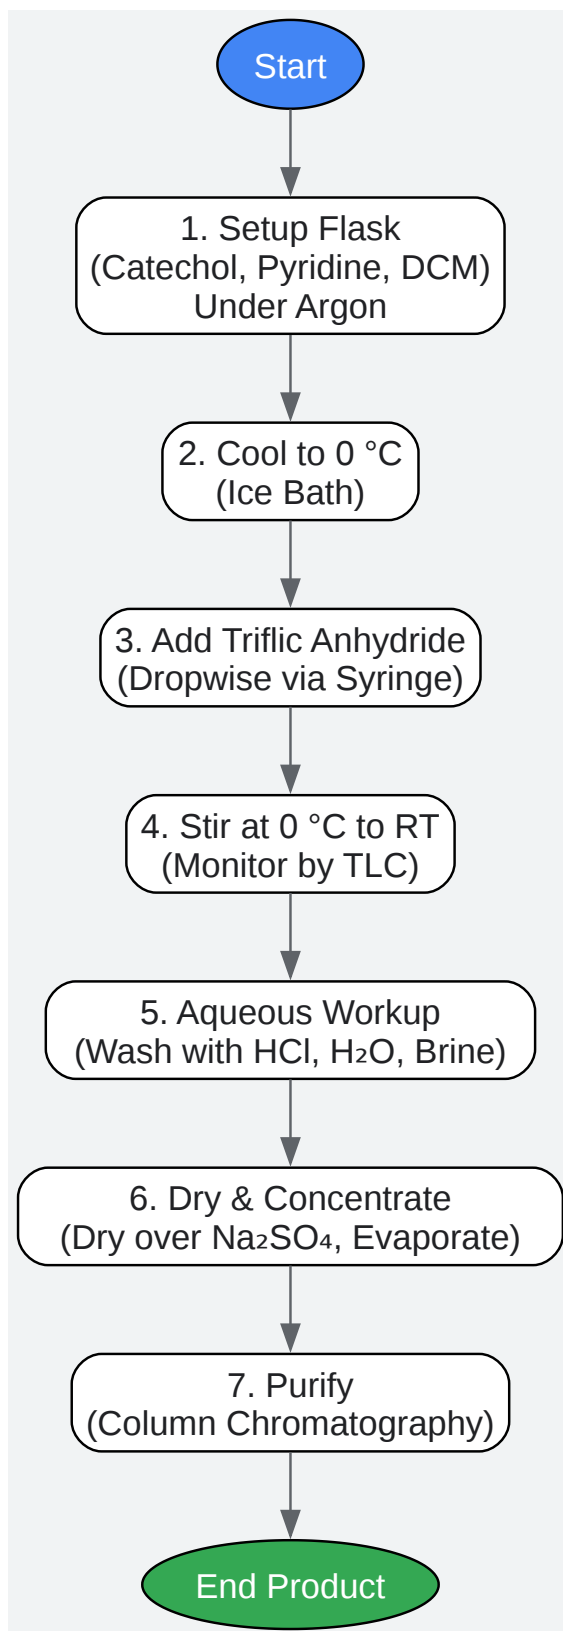 Start
1. Setup Flask
(Catechol, Pyridine, DCM)
Under Argon
2. Cool to 0 °C
(Ice Bath)
3. Add Triflic Anhydride
(Dropwise via Syringe)
4. Stir at 0 °C to RT
(Monitor by TLC)
5. Aqueous Workup
(Wash with HCl, H₂O, Brine)
6. Dry & Concentrate
(Dry over Na₂SO₄, Evaporate)
7. Purify
(Column Chromatography)
End Product